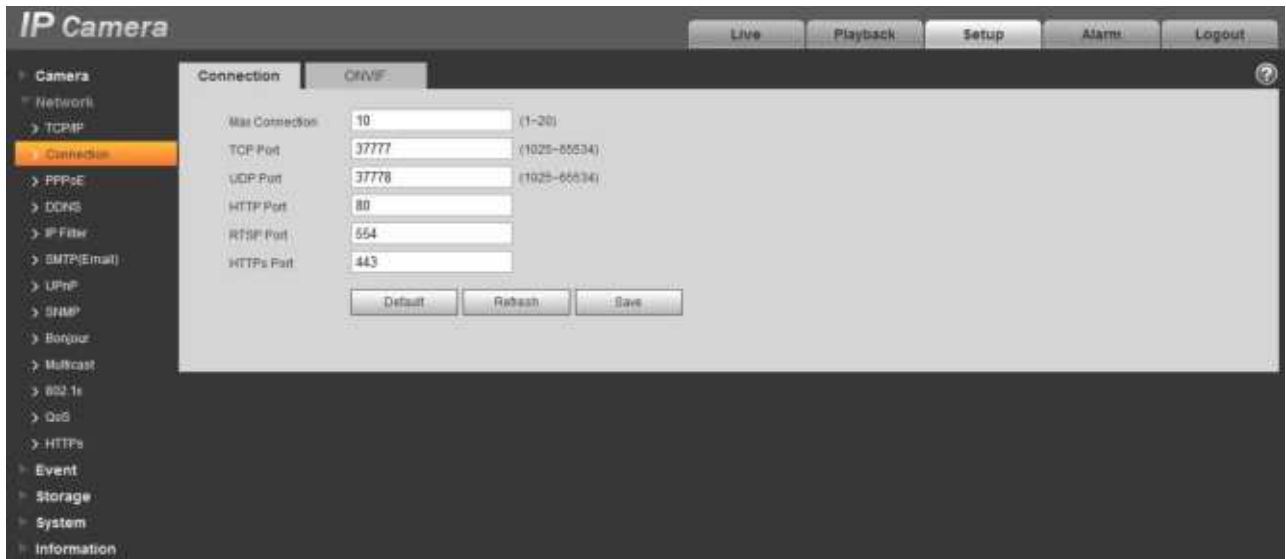 IP Camera
Live Playback Setup Alarm Logout
Camera
Network
TCP/IP
Connection
PPPoE
DDNS
IP Filter
SMTP(Email)
UPnP
SNMP
Bonjour
Multicast
802.1x
QoS
HTTPs
Event
Storage
System
Information
Connection ONVIF
?
Max Connection 10 (1~20)
TCP Port 37777 (1025~65534)
UDP Port 37778 (1025~65534)
HTTP Port 80
RTSP Port 554
HTTPs Port 443
Default Refresh Save